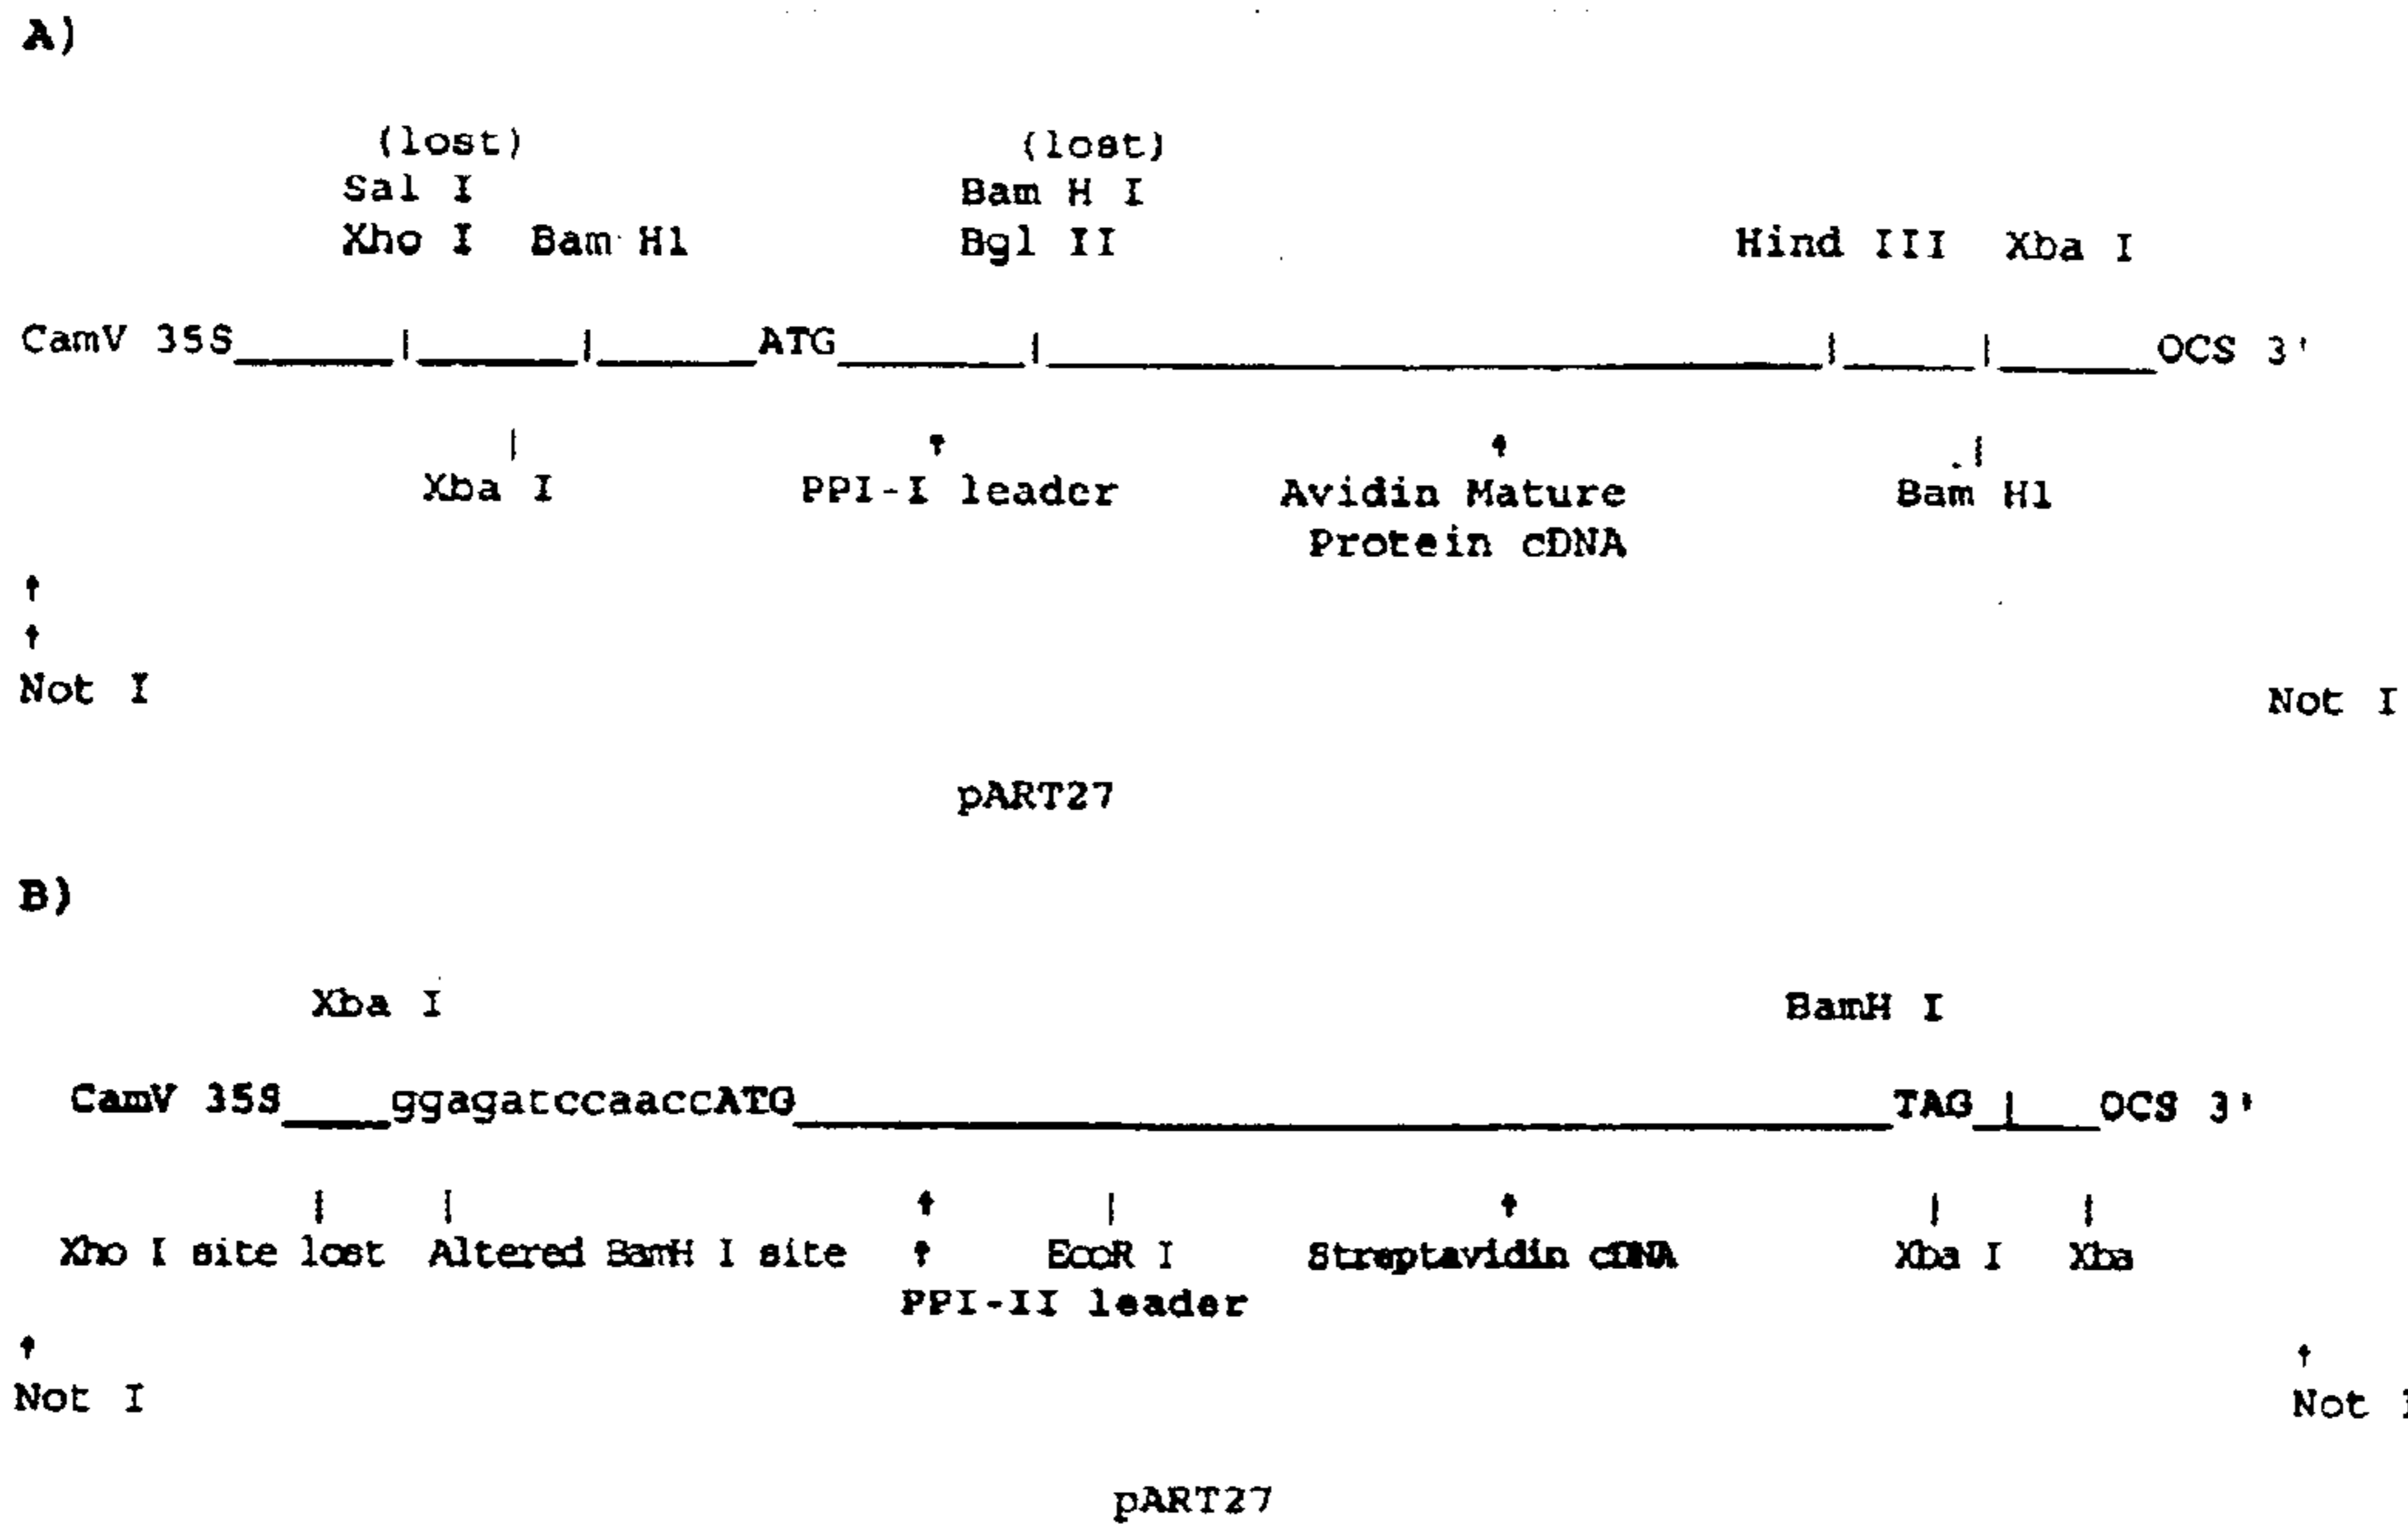 A)
(lost) (lost)
Sal I Bam H I
Xho I Bam H1 Bgl II Hind III Xba I
CamV 35S ATG OCS 3'
Xba I PPI-I leader Avidin Mature Bam H1
Protein cDNA
Not I Not I
pART27
B)
Xba I BamH I
CamV 35S ggagatccaaccATG TAG OCS 3'
Xho I site lost Altered BamH I site EcoR I Streptavidin cDNA Xba I Xba
PPI-II leader
Not I Not I
pART27